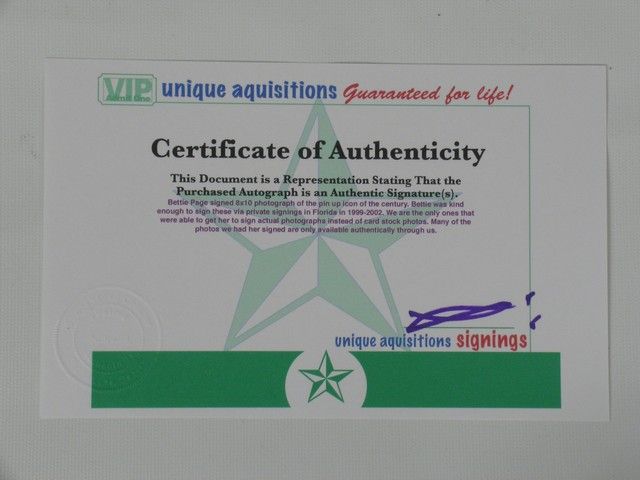 VIP
Admit One
unique aquisitions Guaranteed for life!
Certificate of Authenticity
This Document is a Representation Stating That the
Purchased Autograph is an Authentic Signature(s).
Bettie Page signed 8x10 photograph of the pin up icon of the century. Bettie was kind
enough to sign these via private signings in Florida in 1999-2002. We are the only ones that
were able to get her to sign actual photographs instead of card stock photos. Many of the
photos we had her signed are only available authentically through us.
unique aquisitions signings